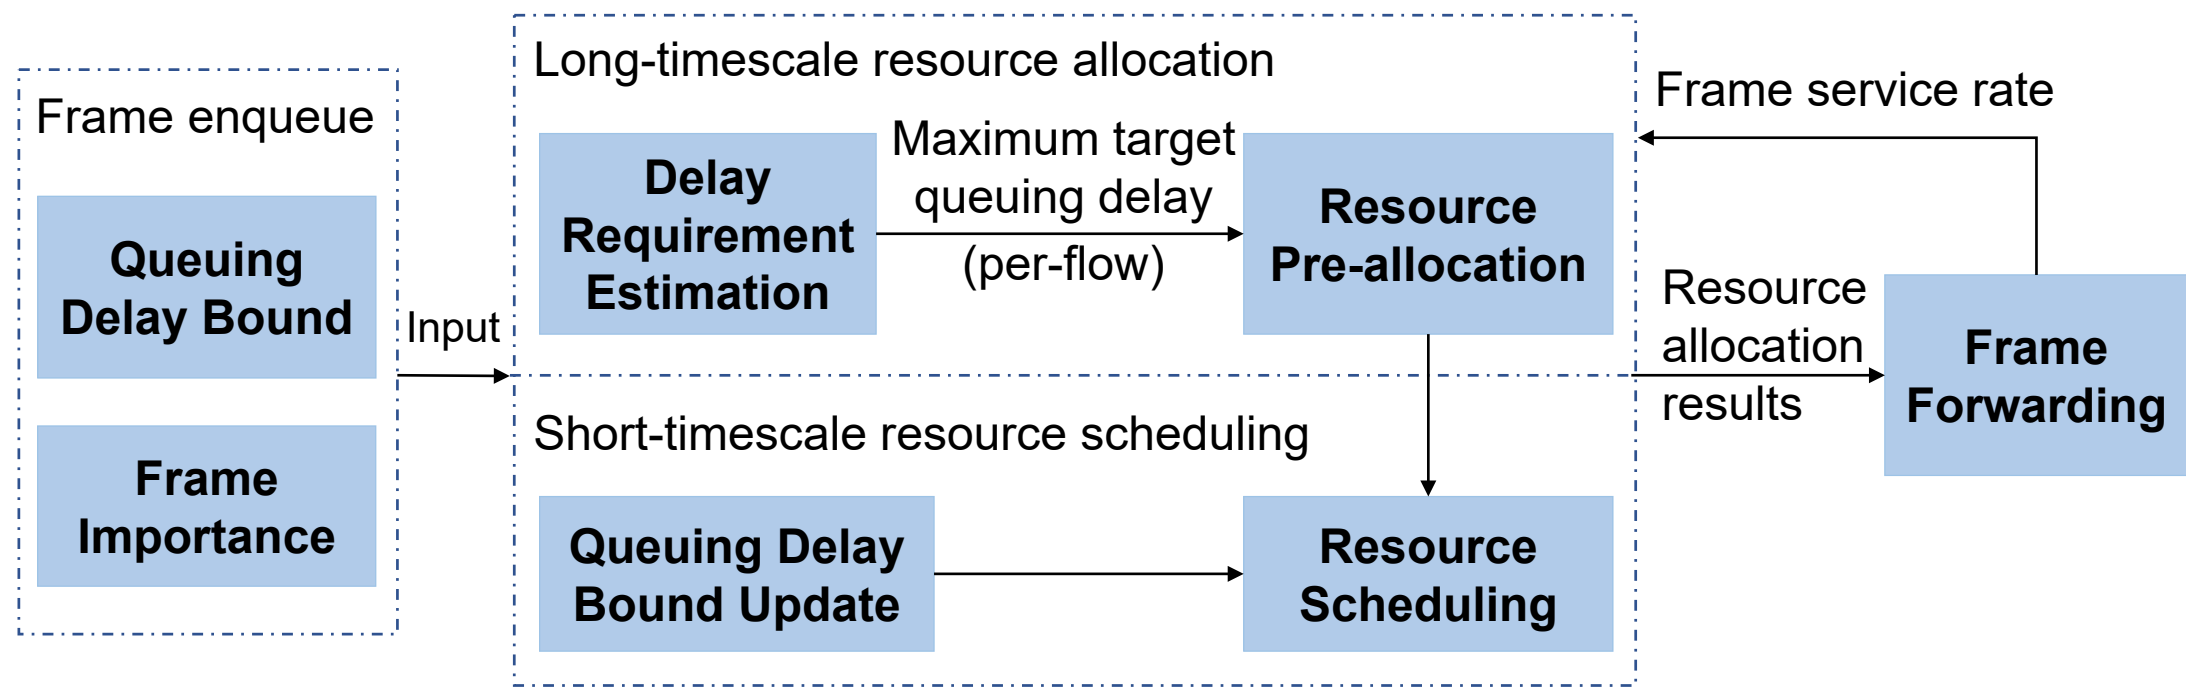 Frame enqueue
Queuing
Delay Bound
Frame
Importance
Input
Long-timescale resource allocation
Delay
Requirement
Estimation
Maximum target
queuing delay
(per-flow)
Resource
Pre-allocation
Short-timescale resource scheduling
Queuing Delay
Bound Update
Resource
Scheduling
Frame service rate
Resource
allocation
results
Frame
Forwarding